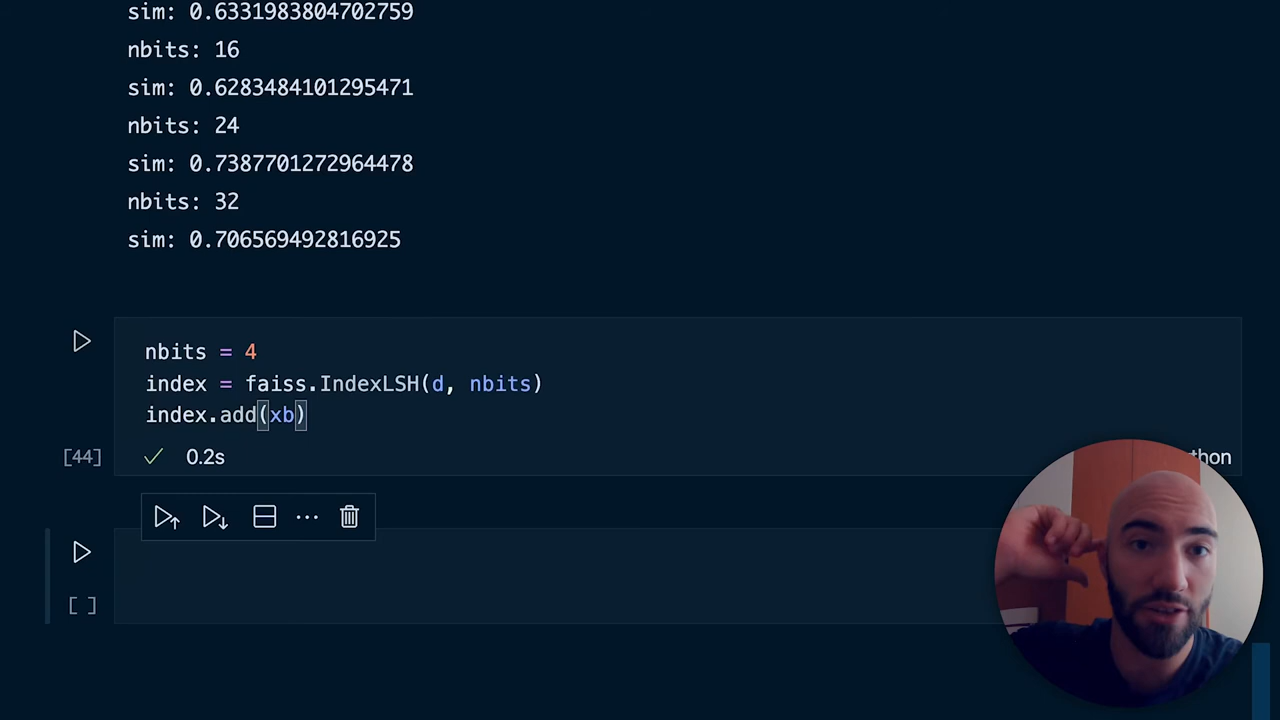 sim: 0.6331983804702759
nbits: 16
sim: 0.6283484101295471
nbits: 24
sim: 0.7387701272964478
nbits: 32
sim: 0.706569492816925
nbits = 4
index = faiss.IndexLSH(d, nbits)
index.add(xb)
[44]
0.2s
thon
[ ]